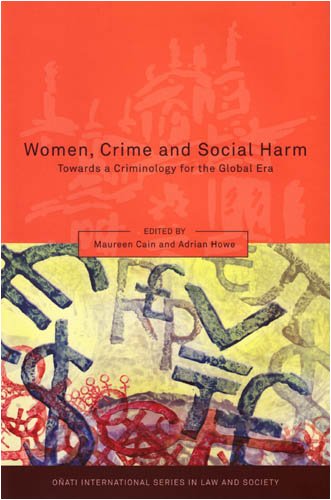 Women, Crime and Social Harm
Towards a Criminology for the Global Era
EDITED BY
Maureen Cain and Adrian Howe
OÑATI INTERNATIONAL SERIES IN LAW AND SOCIETY